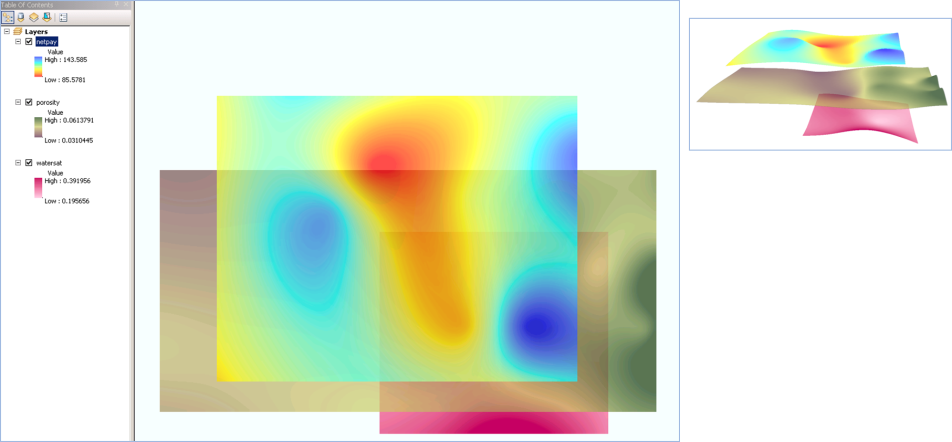 Table Of Contents
Layers
netpay
Value
High : 143.585
Low : 85.5781
porosity
Value
High : 0.0613791
Low : 0.0310445
watersat
Value
High : 0.391956
Low : 0.195656